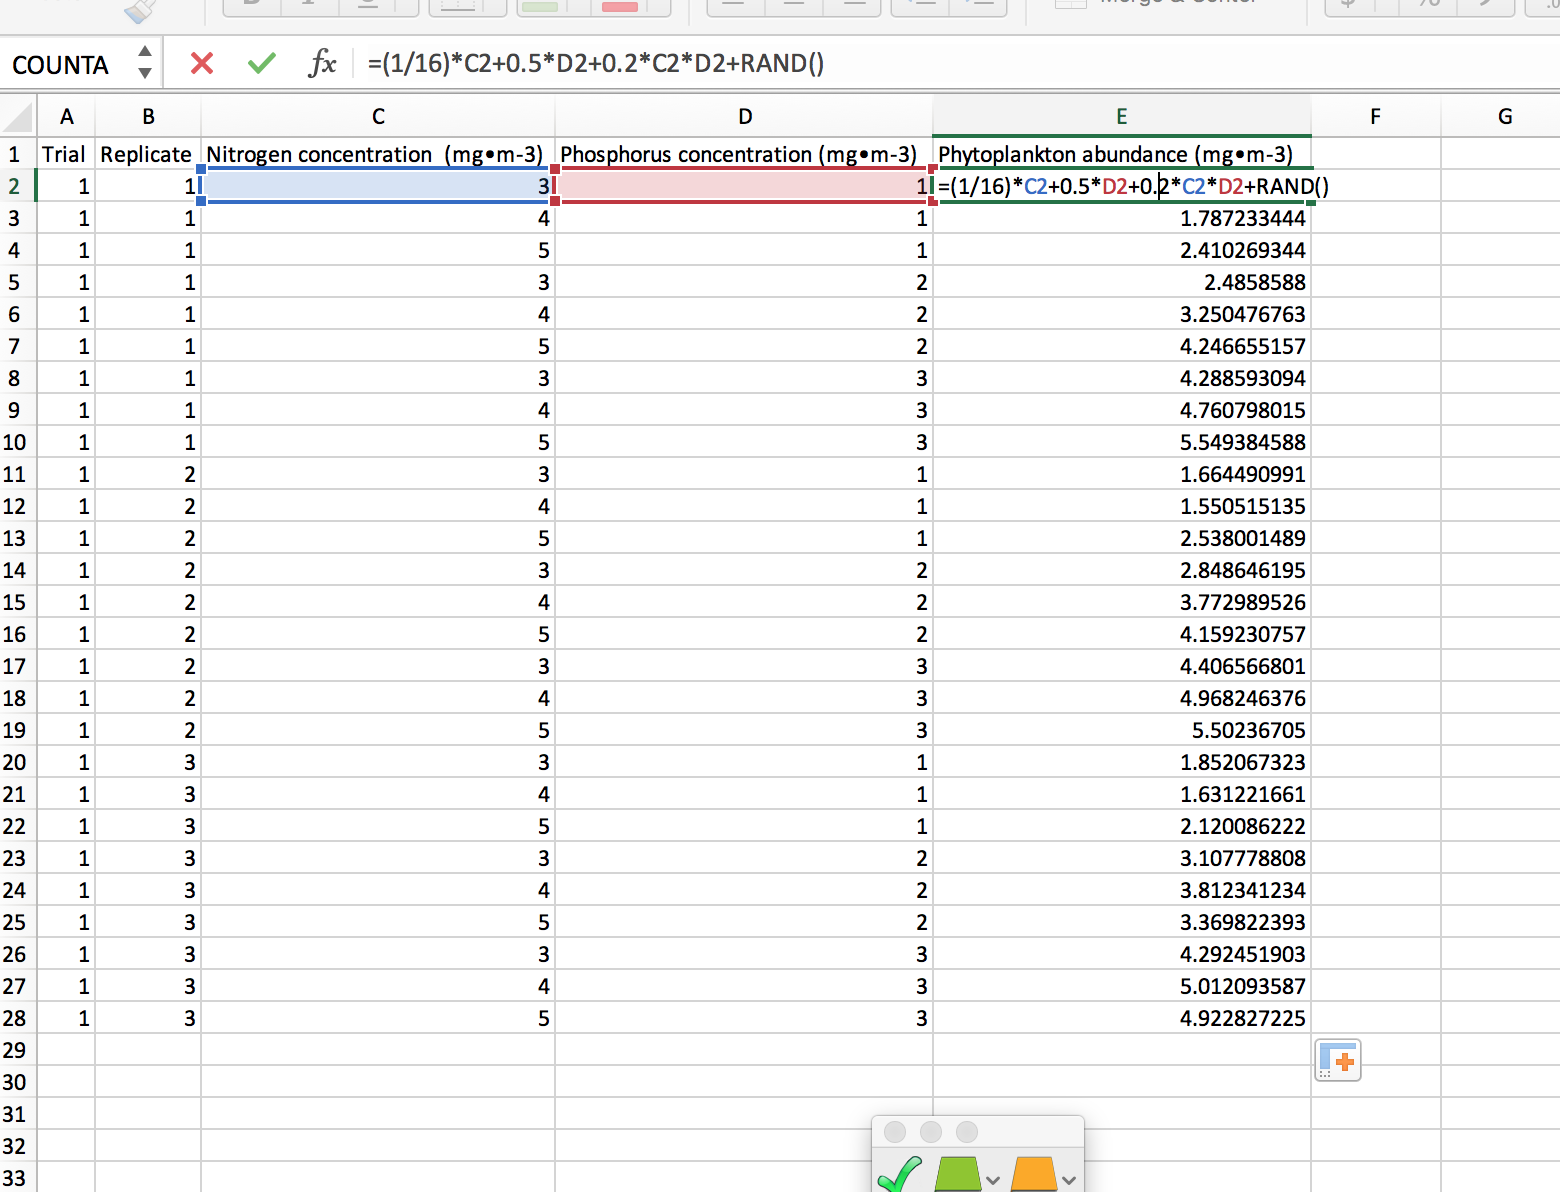 COUNTA fx =(1/16)*C2+0.5*D2+0.2*C2*D2+RAND()
A B C D E F G
1 Trial Replicate Nitrogen concentration (mg•m-3) Phosphorus concentration (mg•m-3) Phytoplankton abundance (mg•m-3)
2 1 1 3 1 =(1/16)*C2+0.5*D2+0.2*C2*D2+RAND()
3 1 1 4 1 1.787233444
4 1 1 5 1 2.410269344
5 1 1 3 2 2.4858588
6 1 1 4 2 3.250476763
7 1 1 5 2 4.246655157
8 1 1 3 3 4.288593094
9 1 1 4 3 4.760798015
10 1 1 5 3 5.549384588
11 1 2 3 1 1.664490991
12 1 2 4 1 1.550515135
13 1 2 5 1 2.538001489
14 1 2 3 2 2.848646195
15 1 2 4 2 3.772989526
16 1 2 5 2 4.159230757
17 1 2 3 3 4.406566801
18 1 2 4 3 4.968246376
19 1 2 5 3 5.50236705
20 1 3 3 1 1.852067323
21 1 3 4 1 1.631221661
22 1 3 5 1 2.120086222
23 1 3 3 2 3.107778808
24 1 3 4 2 3.812341234
25 1 3 5 2 3.369822393
26 1 3 3 3 4.292451903
27 1 3 4 3 5.012093587
28 1 3 5 3 4.922827225
29
30
31
32
33